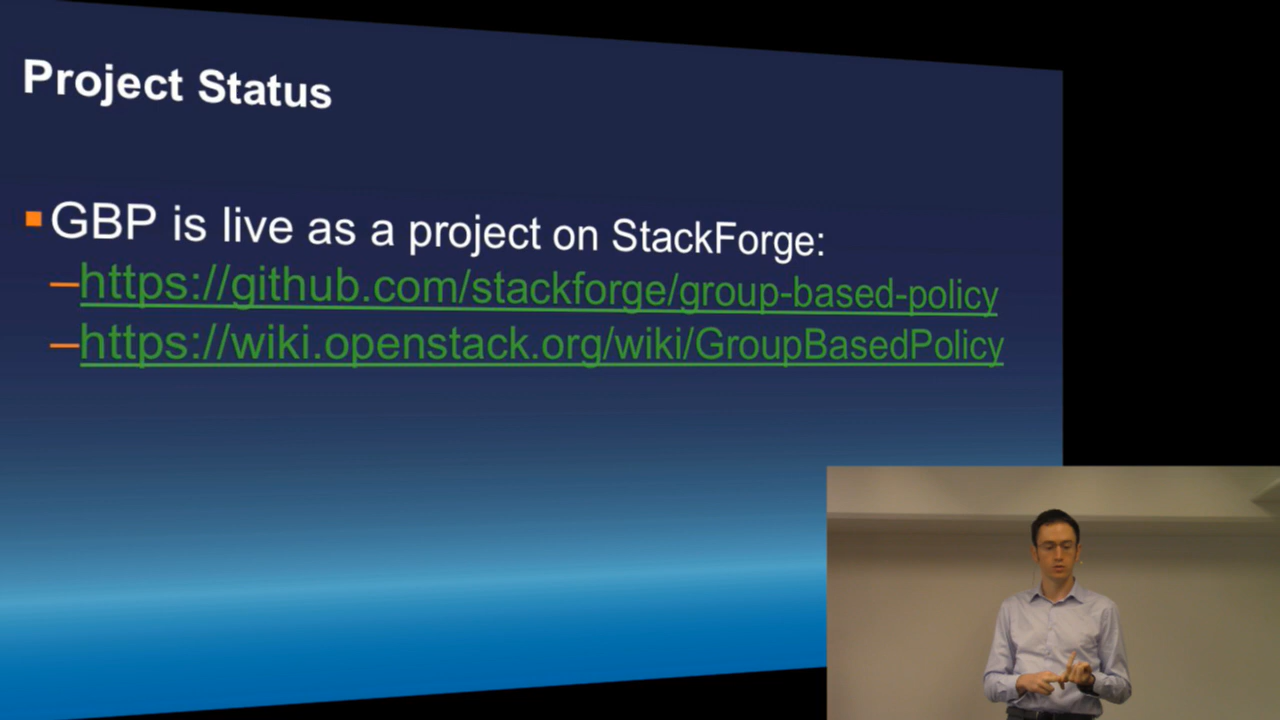 Project Status
GBP is live as a project on StackForge:
–https://github.com/stackforge/group-based-policy
–https://wiki.openstack.org/wiki/GroupBasedPolicy